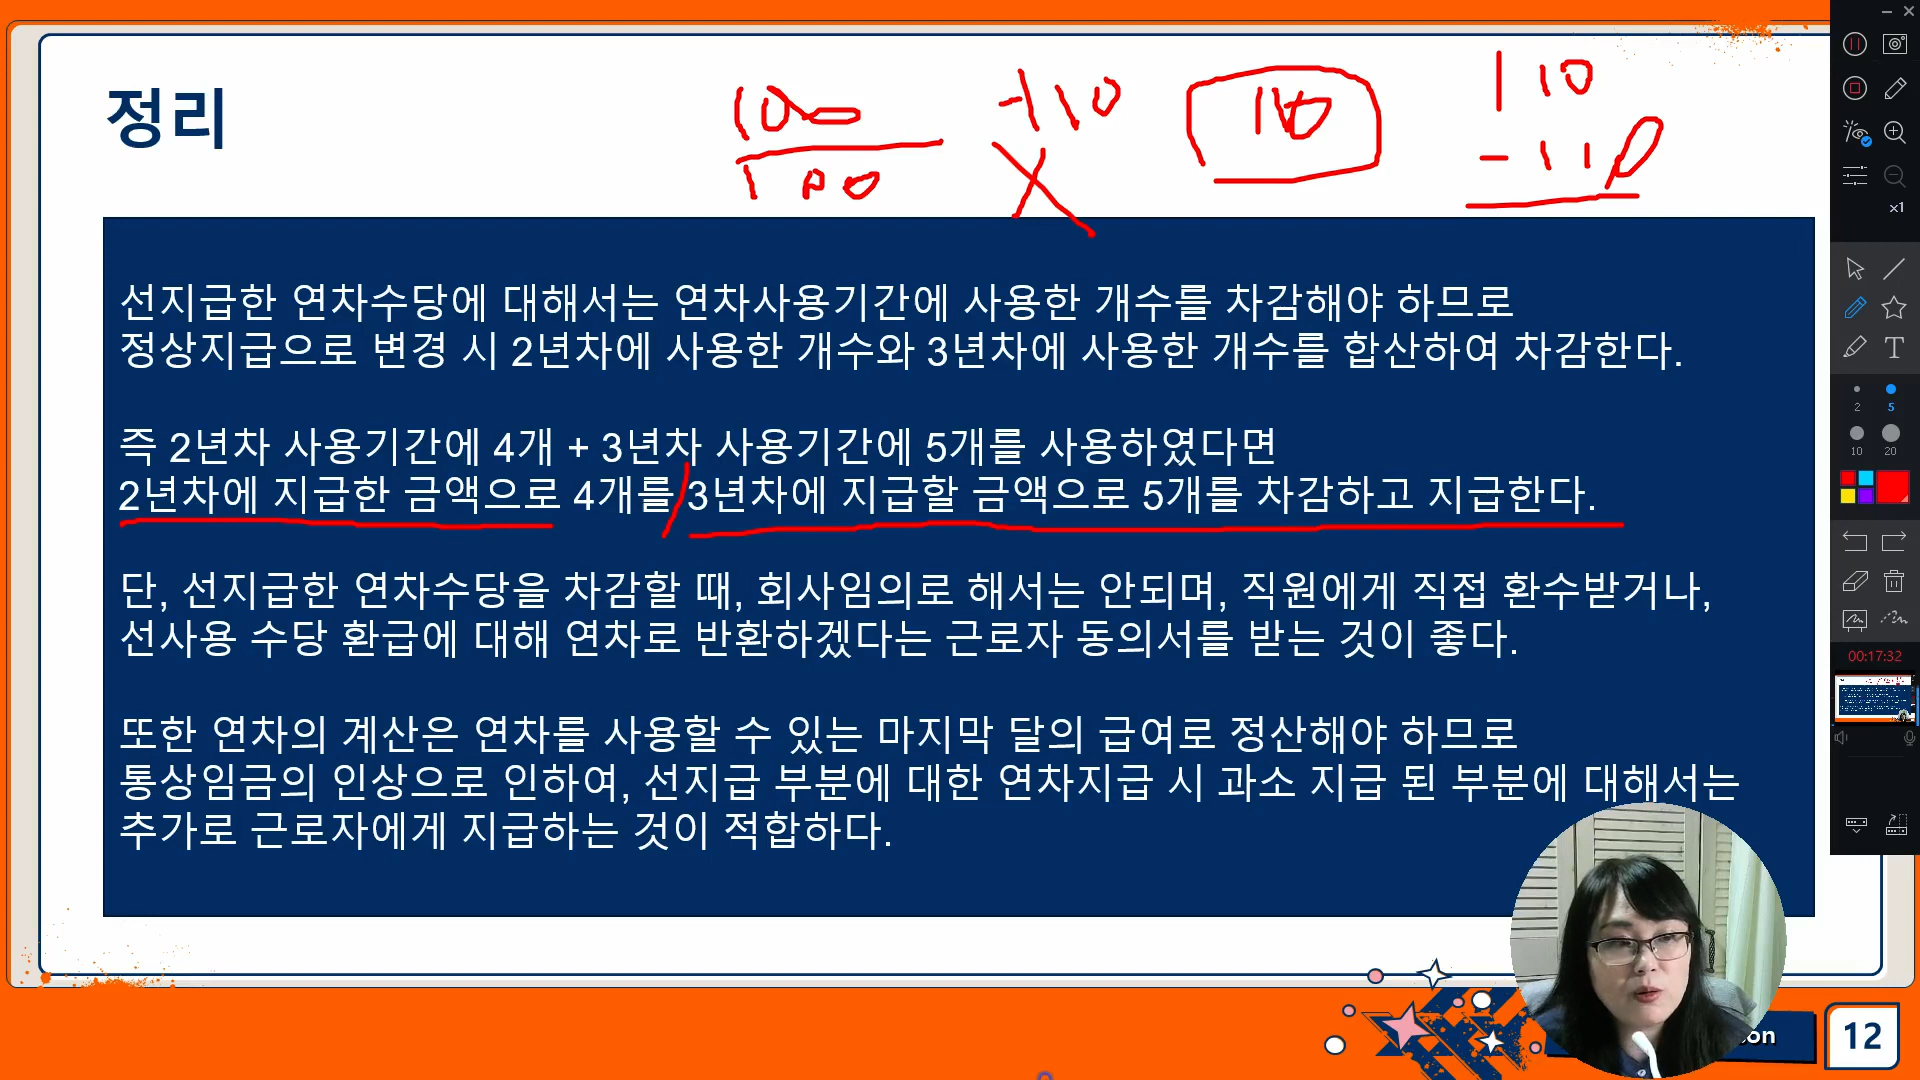 정리
100
100
-110
10
110
-110
선지급한 연차수당에 대해서는 연차사용기간에 사용한 개수를 차감해야 하므로
정상지급으로 변경 시 2년차에 사용한 개수와 3년차에 사용한 개수를 합산하여 차감한다.
즉 2년차 사용기간에 4개 + 3년차 사용기간에 5개를 사용하였다면
2년차에 지급한 금액으로 4개를/3년차에 지급할 금액으로 5개를 차감하고 지급한다.
단, 선지급한 연차수당을 차감할 때, 회사임의로 해서는 안되며, 직원에게 직접 환수받거나,
선사용 수당 환급에 대해 연차로 반환하겠다는 근로자 동의서를 받는 것이 좋다.
또한 연차의 계산은 연차를 사용할 수 있는 마지막 달의 급여로 정산해야 하므로
통상임금의 인상으로 인하여, 선지급 부분에 대한 연차지급 시 과소 지급 된 부분에 대해서는
추가로 근로자에게 지급하는 것이 적합하다.
12
x1
T
2 5
10 20
00:17:32